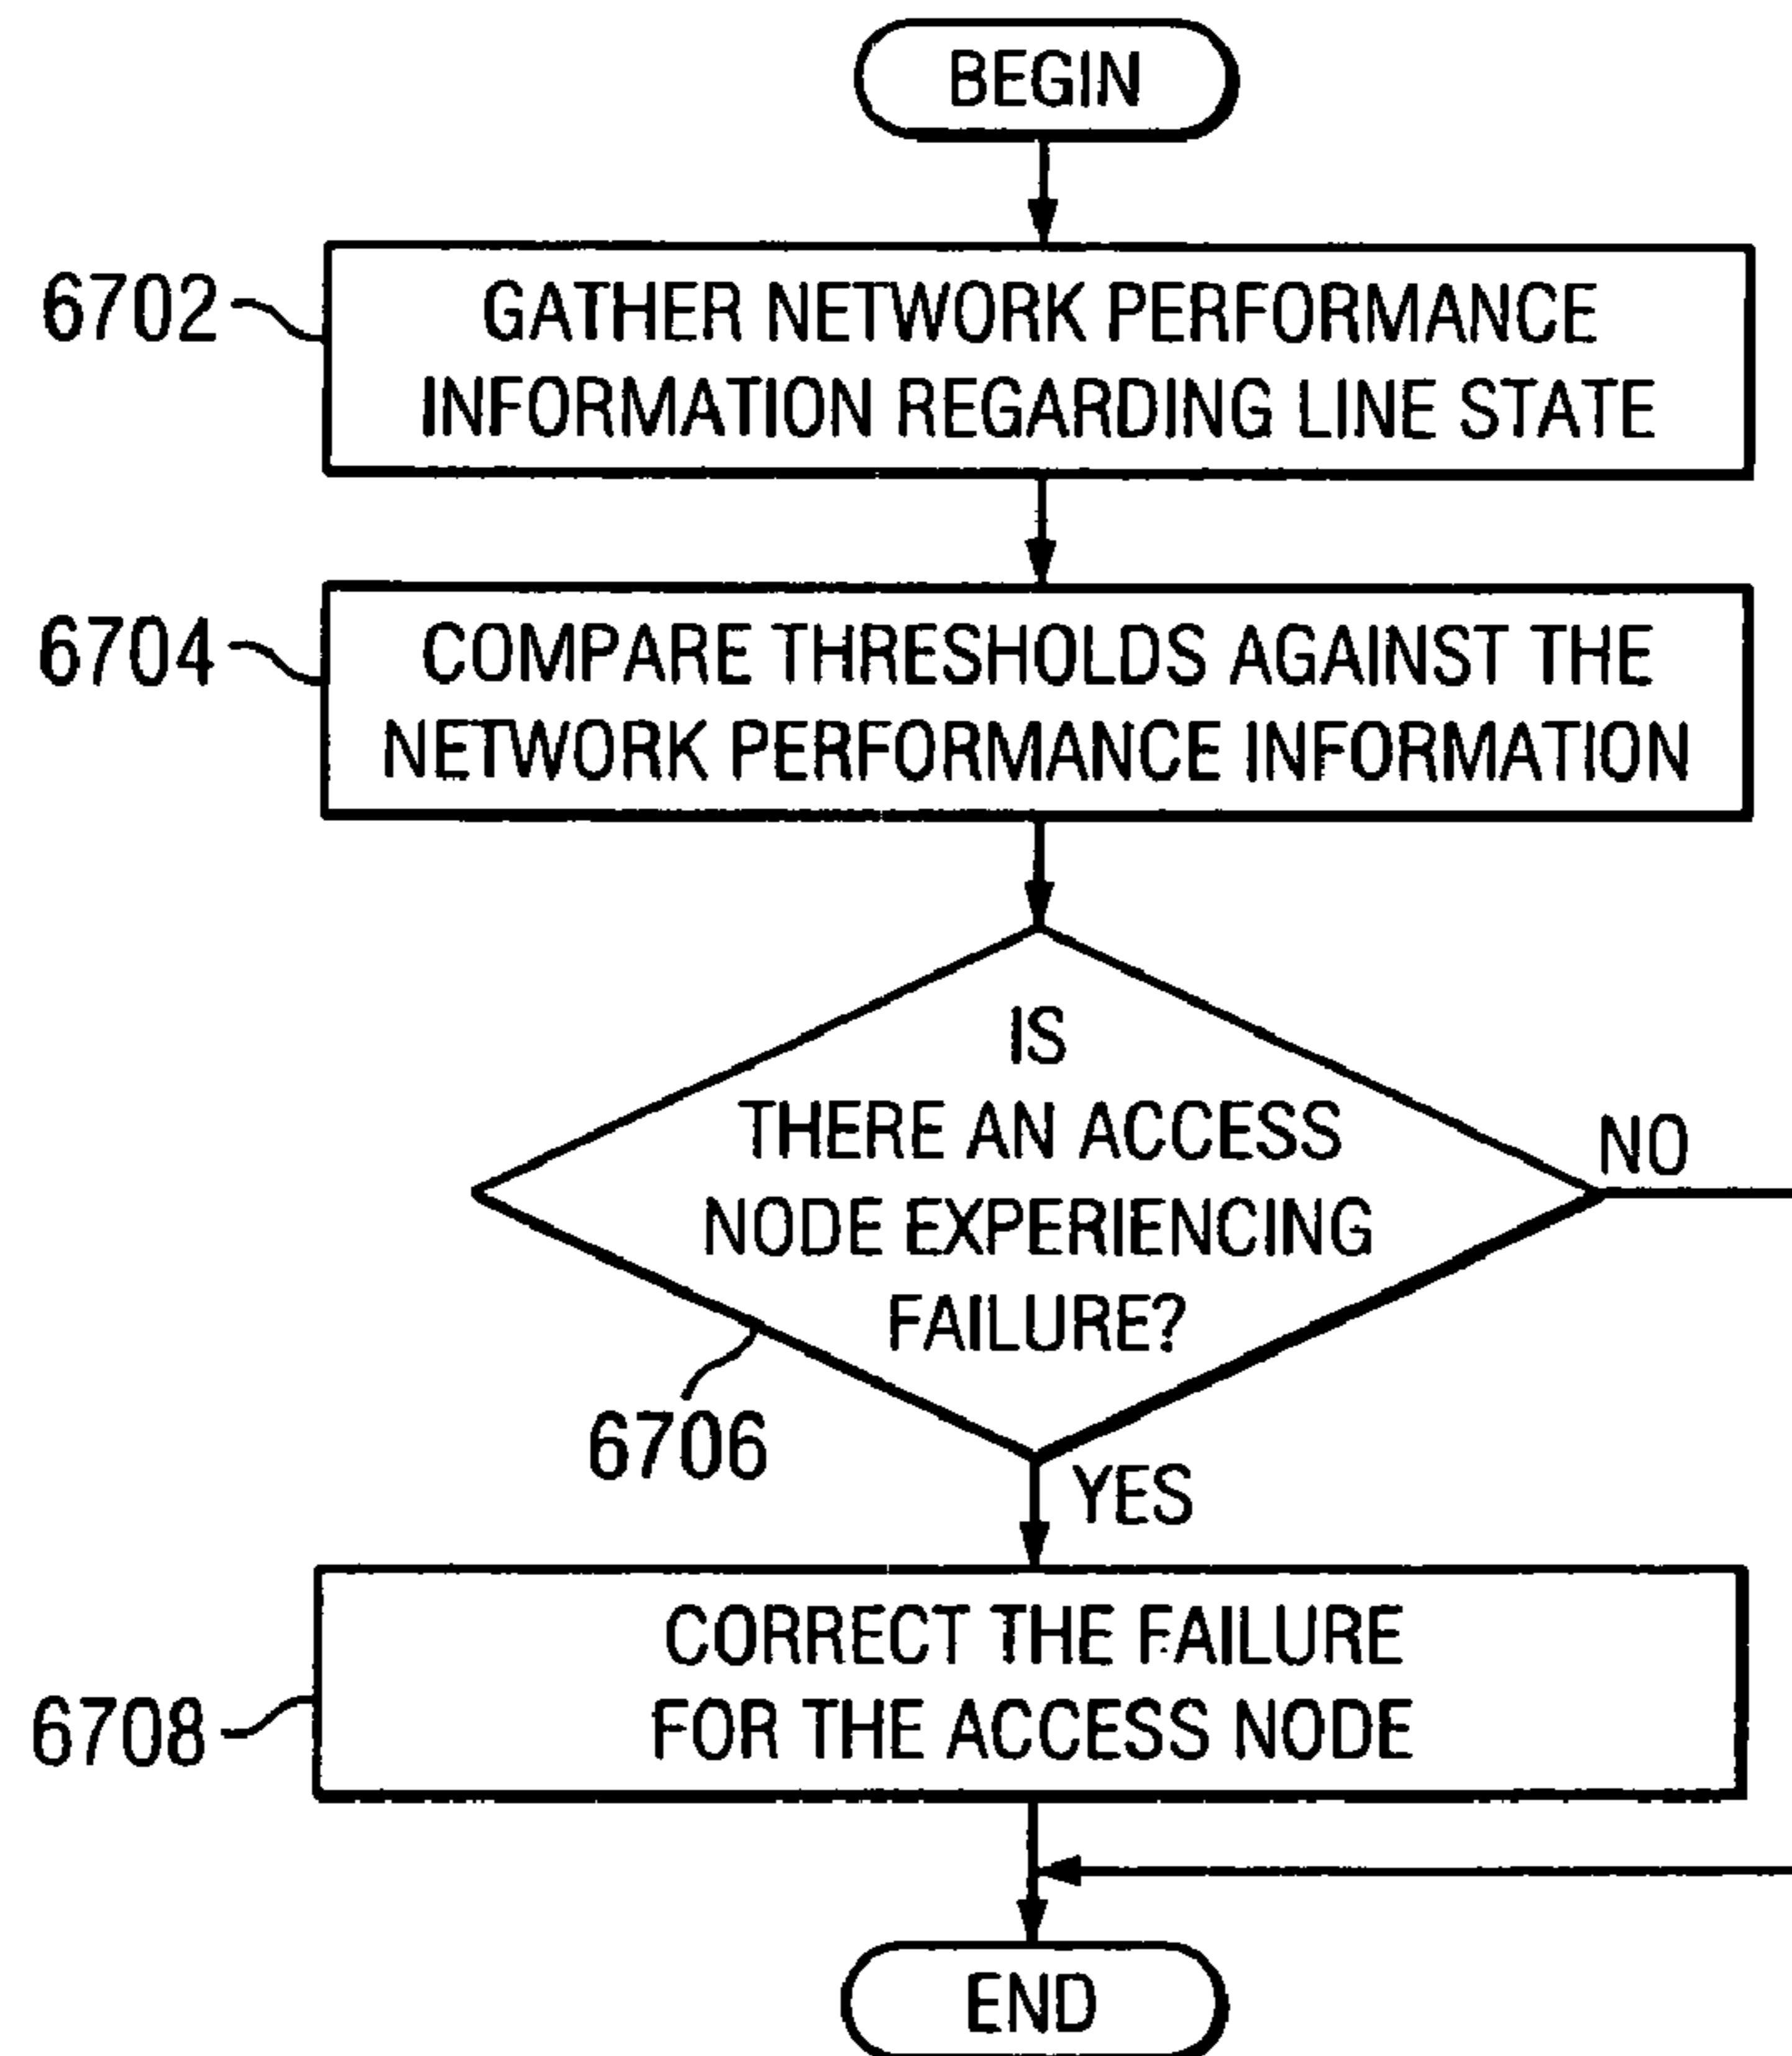 BEGIN
6702
GATHER NETWORK PERFORMANCE
INFORMATION REGARDING LINE STATE
6704
COMPARE THRESHOLDS AGAINST THE
NETWORK PERFORMANCE INFORMATION
IS
THERE AN ACCESS
NODE EXPERIENCING
FAILURE?
NO
6706
YES
6708
CORRECT THE FAILURE
FOR THE ACCESS NODE
END